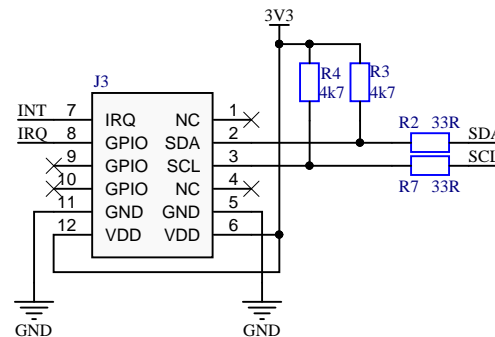 3V3
J3
R4
4k7
R3
4k7
INT 7 IRQ NC 1
IRQ 8 GPIO SDA 2 R2 33R SDA
9 GPIO SCL 3 SCL
10 GPIO NC 4 R7 33R
11 GND GND 5
12 VDD VDD 6
GND
GND